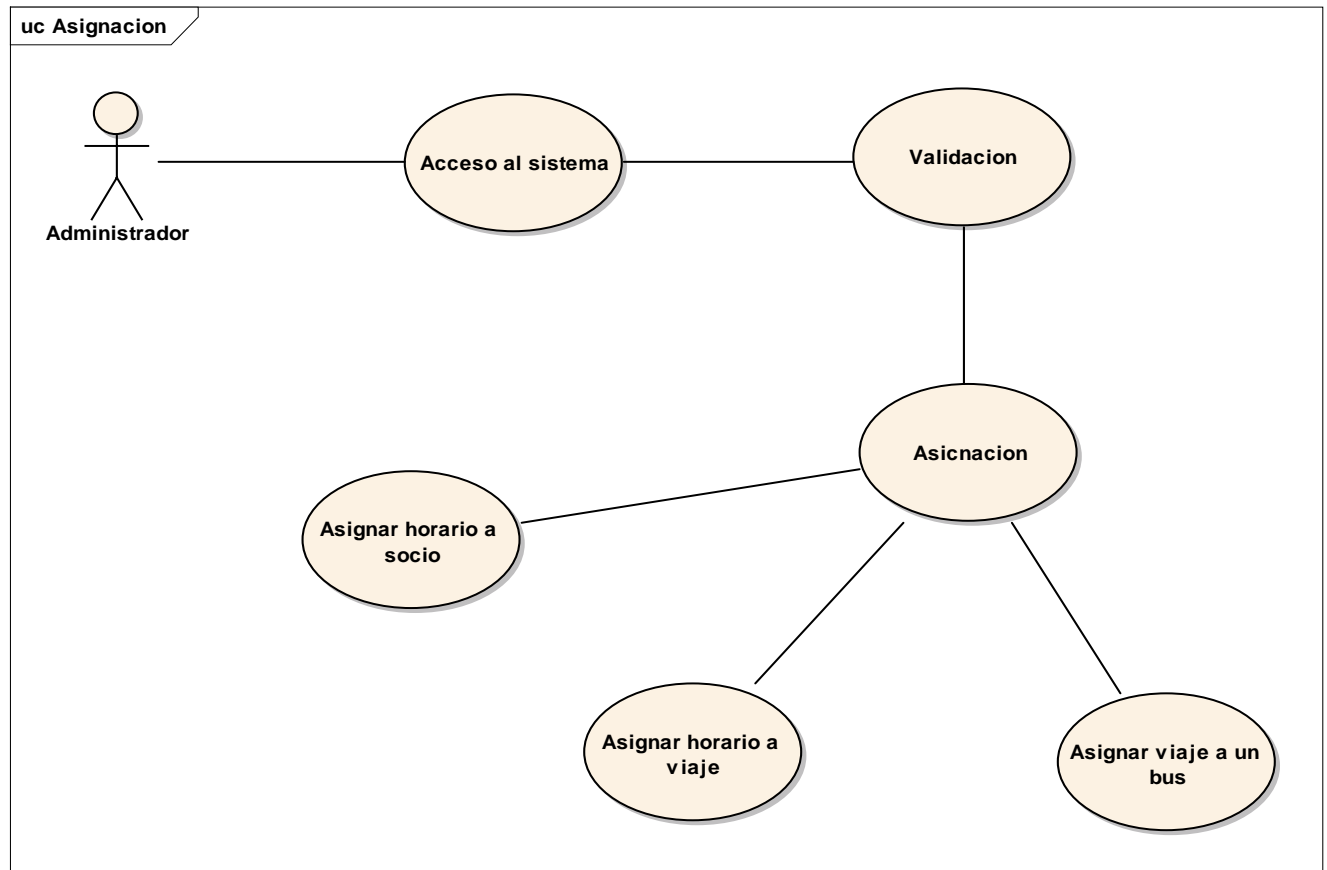 uc Asignacion
Acceso al sistema
Validacion
Administrador
Asicnacion
Asignar horario a
socio
Asignar horario a
viaje
Asignar viaje a un
bus